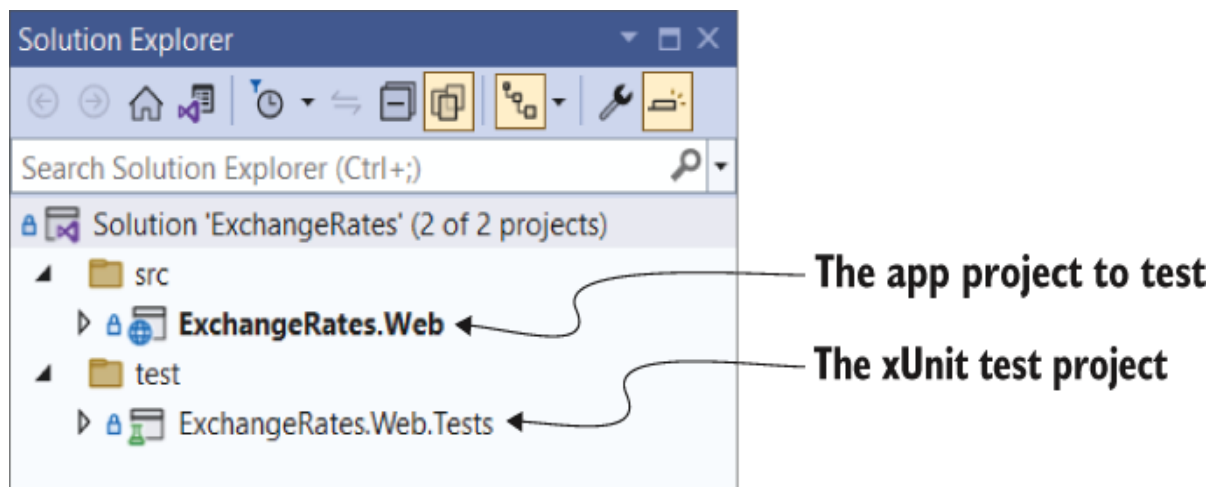 Solution Explorer
Search Solution Explorer (Ctrl+;)
Solution 'ExchangeRates' (2 of 2 projects)
src
ExchangeRates.Web
test
ExchangeRates.Web.Tests
The app project to test
The xUnit test project